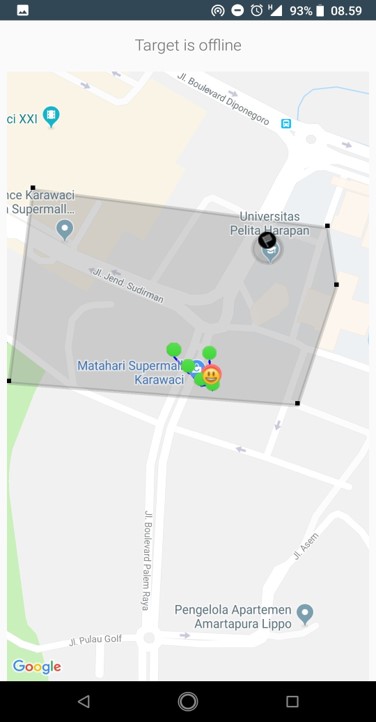 H
93%
08.59
Target is offline
Jl. Boulevard Diponegoro
ci XXI
nce Karawaci
n Supermall...
Universitas
Pelita Harapan
Jl. Jend. Sudirman
Matahari Supermal
Karawaci
Jl. Boulevard Palem Raya
Jl. Asem
Pengelola Apartemen
Amartapura Lippo
Jl. Pulau Golf
Google